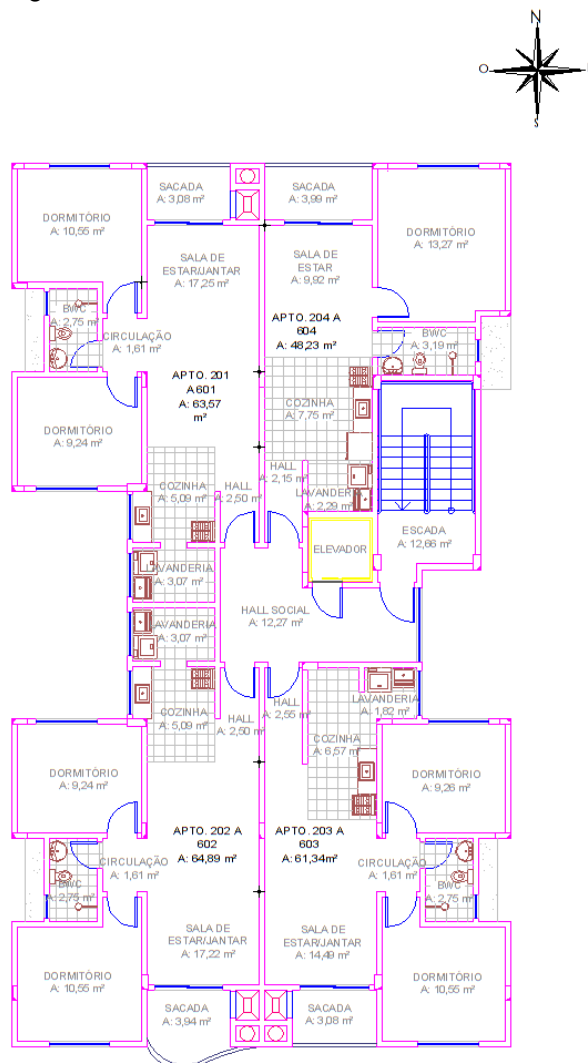 N
O
S
SACADA
A: 3,08 m²
SACADA
A: 3,99 m²
DORMITÓRIO
A: 10,55 m²
DORMITÓRIO
A: 13,27 m²
SALA DE
ESTAR/JANTAR
A: 17,25 m²
SALA DE
ESTAR
A: 9,92 m²
BWC
A: 2,75 m²
CIRCULAÇÃO
A: 1,61 m²
APTO. 204 A
604
A: 48,23 m²
BWC
A: 3,19 m²
APTO. 201
A 601
A: 63,57
m²
DORMITÓRIO
A: 9,24 m²
COZINHA
A: 7,75 m²
COZINHA
A: 5,09 m²
HALL
A: 2,50 m²
HALL
A: 2,15 m²
LAVANDERIA
A: 2,29 m²
ESCADA
A: 12,66 m²
ELEVADOR
LAVANDERIA
A: 3,07 m²
HALL SOCIAL
A: 12,27 m²
LAVANDERIA
A: 3,07 m²
COZINHA
A: 5,09 m²
HALL
A: 2,50 m²
HALL
A: 2,55 m²
LAVANDERIA
A: 1,82 m²
COZINHA
A: 6,57 m²
DORMITÓRIO
A: 9,24 m²
DORMITÓRIO
A: 9,26 m²
APTO. 202 A
602
A: 64,89 m²
APTO. 203 A
603
A: 61,34m²
CIRCULAÇÃO
A: 1,61 m²
CIRCULAÇÃO
A: 1,61 m²
BWC
A: 2,75 m²
BWC
A: 2,75 m²
SALA DE
ESTAR/JANTAR
A: 17,22 m²
SALA DE
ESTAR/JANTAR
A: 14,49 m²
DORMITÓRIO
A: 10,55 m²
DORMITÓRIO
A: 10,55 m²
SACADA
A: 3,94 m²
SACADA
A: 3,08 m²